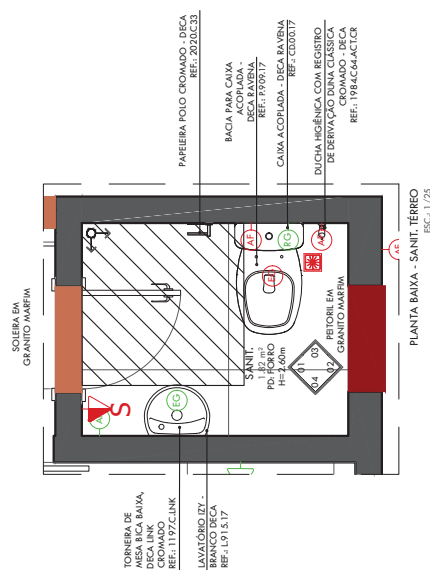 SOLEIRA EM
GRANITO MARFIM
PAPELEIRA POLO CROMADO - DECA
REF.: 2020.C33
BACIA PARA CAIXA
ACOPLADA -
DECA RAVENA
REF.: P.909.17
CAIXA ACOPLADA - DECA RAVENA
REF.: CD.00.17
DUCHA HIGIÊNICA COM REGISTRO
DE DERIVAÇÃO DUNA CLÁSSICA
CROMADO - DECA
REF.: 1984.C64.ACT.CR
TORNEIRA DE
MESA BICA BAIXA,
DECA LINK
CROMADO
REF.: 1197.C.LNK
LAVATÓRIO IZY -
BRANCO DECA
REF.: L.915.17
SANIT.
1.82 m²
PD. FORRO
H=2.60m
PEITORIL EM
GRANITO MARFIM
01
03
04
02
S
EG
AF
RG
PLANTA BAIXA - SANIT. TÉRREO
ESC.: 1/25